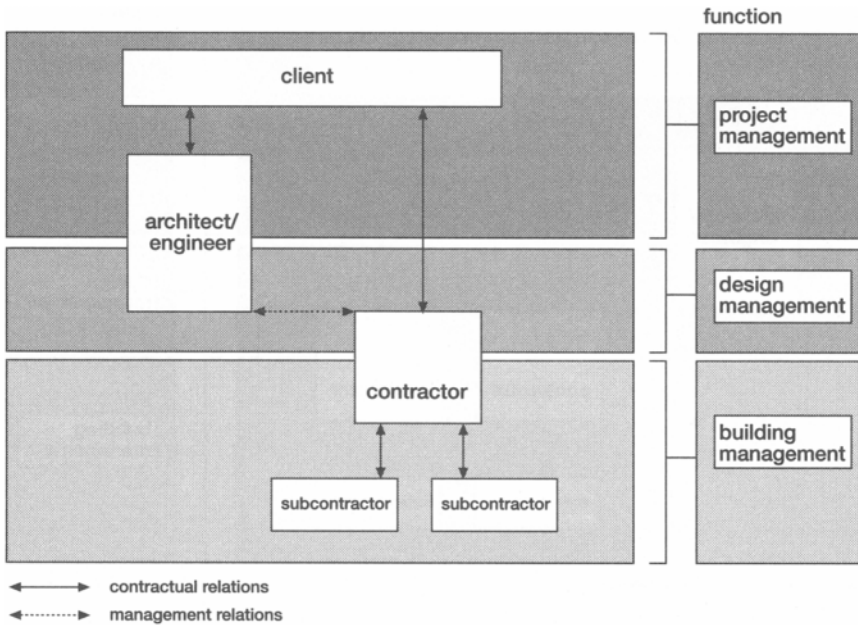 function
client
project
management
architect/
engineer
design
management
contractor
building
management
subcontractor
subcontractor
contractual relations
management relations